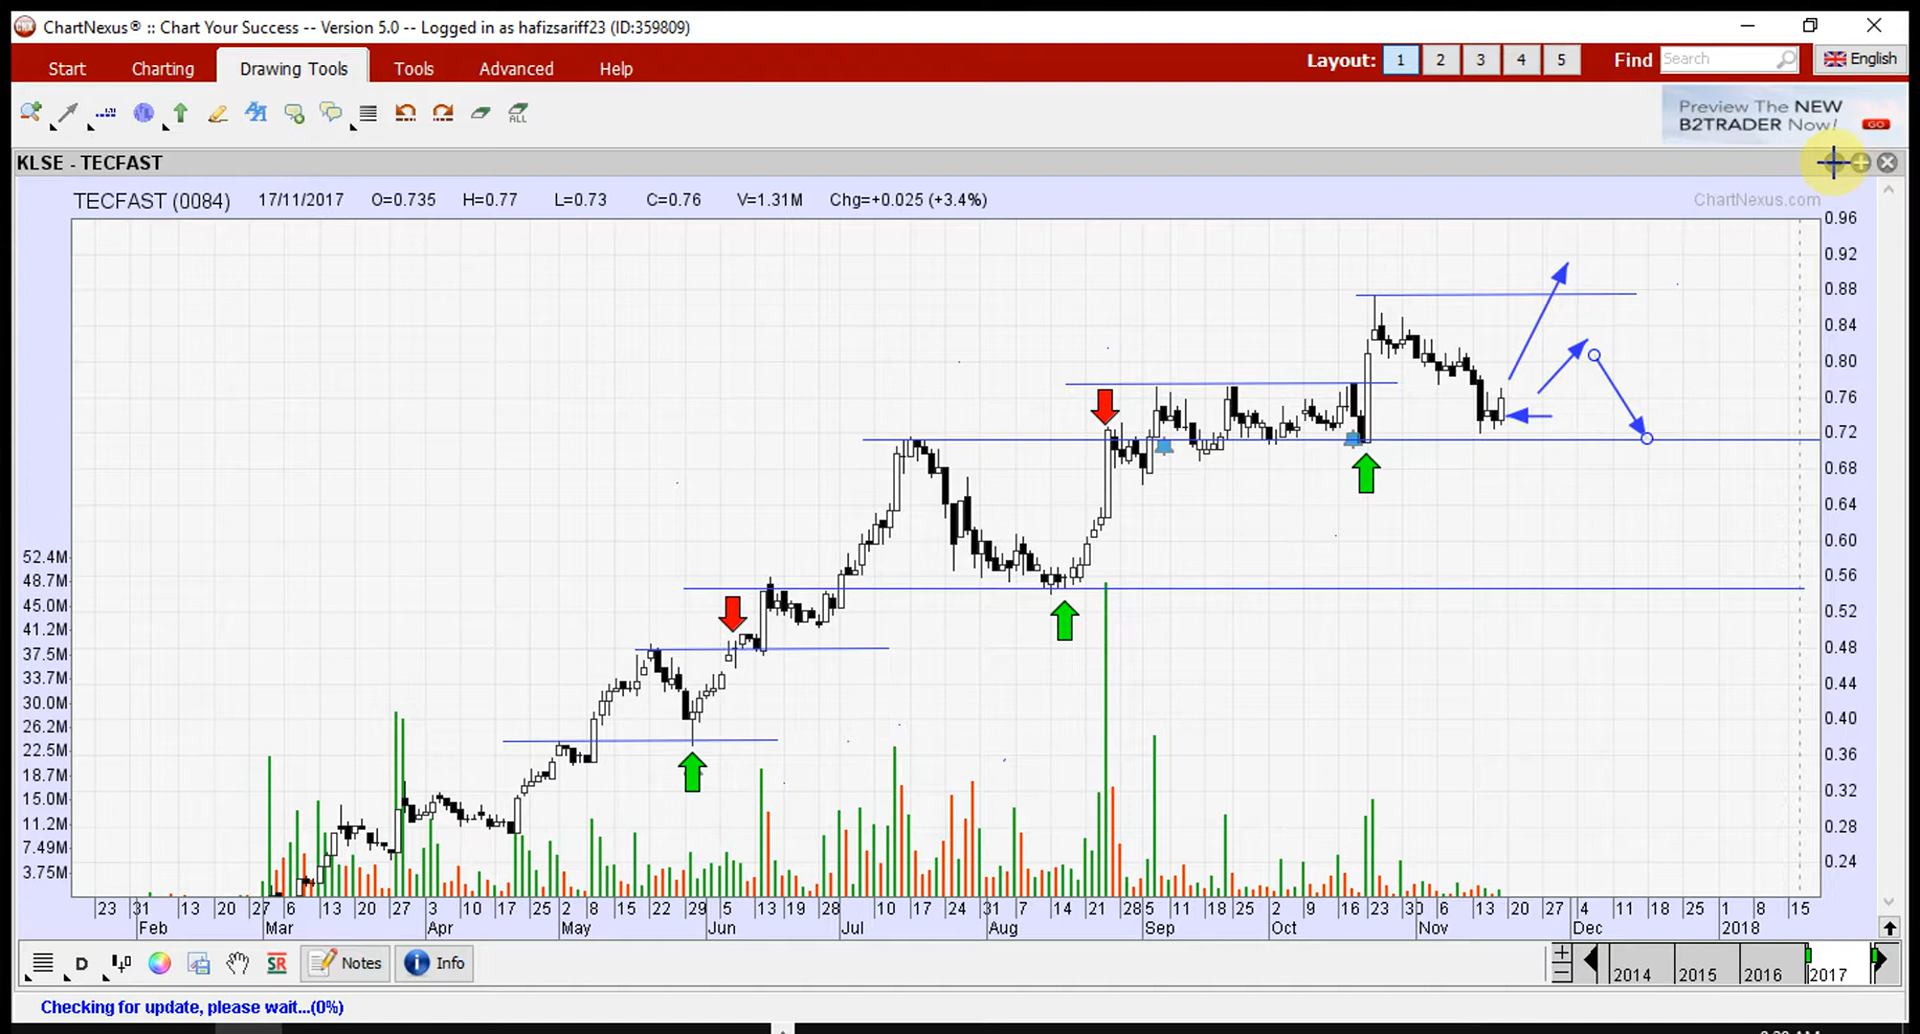 ChartNexus® :: Chart Your Success -- Version 5.0 -- Logged in as hafizsariff23 (ID:359809)
Start Charting Drawing Tools Tools Advanced Help Layout: 1 2 3 4 5 Find Search English
ALL
Preview The NEW
B2TRADER Now! GO
KLSE - TECFAST
TECFAST (0084) 17/11/2017 O=0.735 H=0.77 L=0.73 C=0.76 V=1.31M Chg=+0.025 (+3.4%) ChartNexus.com
0.96
0.92
0.88
0.84
0.80
0.76
0.72
0.68
0.64
0.60
0.56
0.52
0.48
0.44
0.40
0.36
0.32
0.28
0.24
52.4M
48.7M
45.0M
41.2M
37.5M
33.7M
30.0M
26.2M
22.5M
18.7M
15.0M
11.2M
7.49M
3.75M
23 31 13 20 27 6 13 20 27 3 10 17 25 2 8 15 22 29 5 13 19 28 10 17 24 31 7 14 21 28 5 11 18 25 2 9 16 23 30 6 13 20 27 4 11 18 25 1 8 15
Feb Mar Apr May Jun Jul Aug Sep Oct Nov Dec 2018
D SR Notes Info 2014 2015 2016 2017
Checking for update, please wait...(0%)